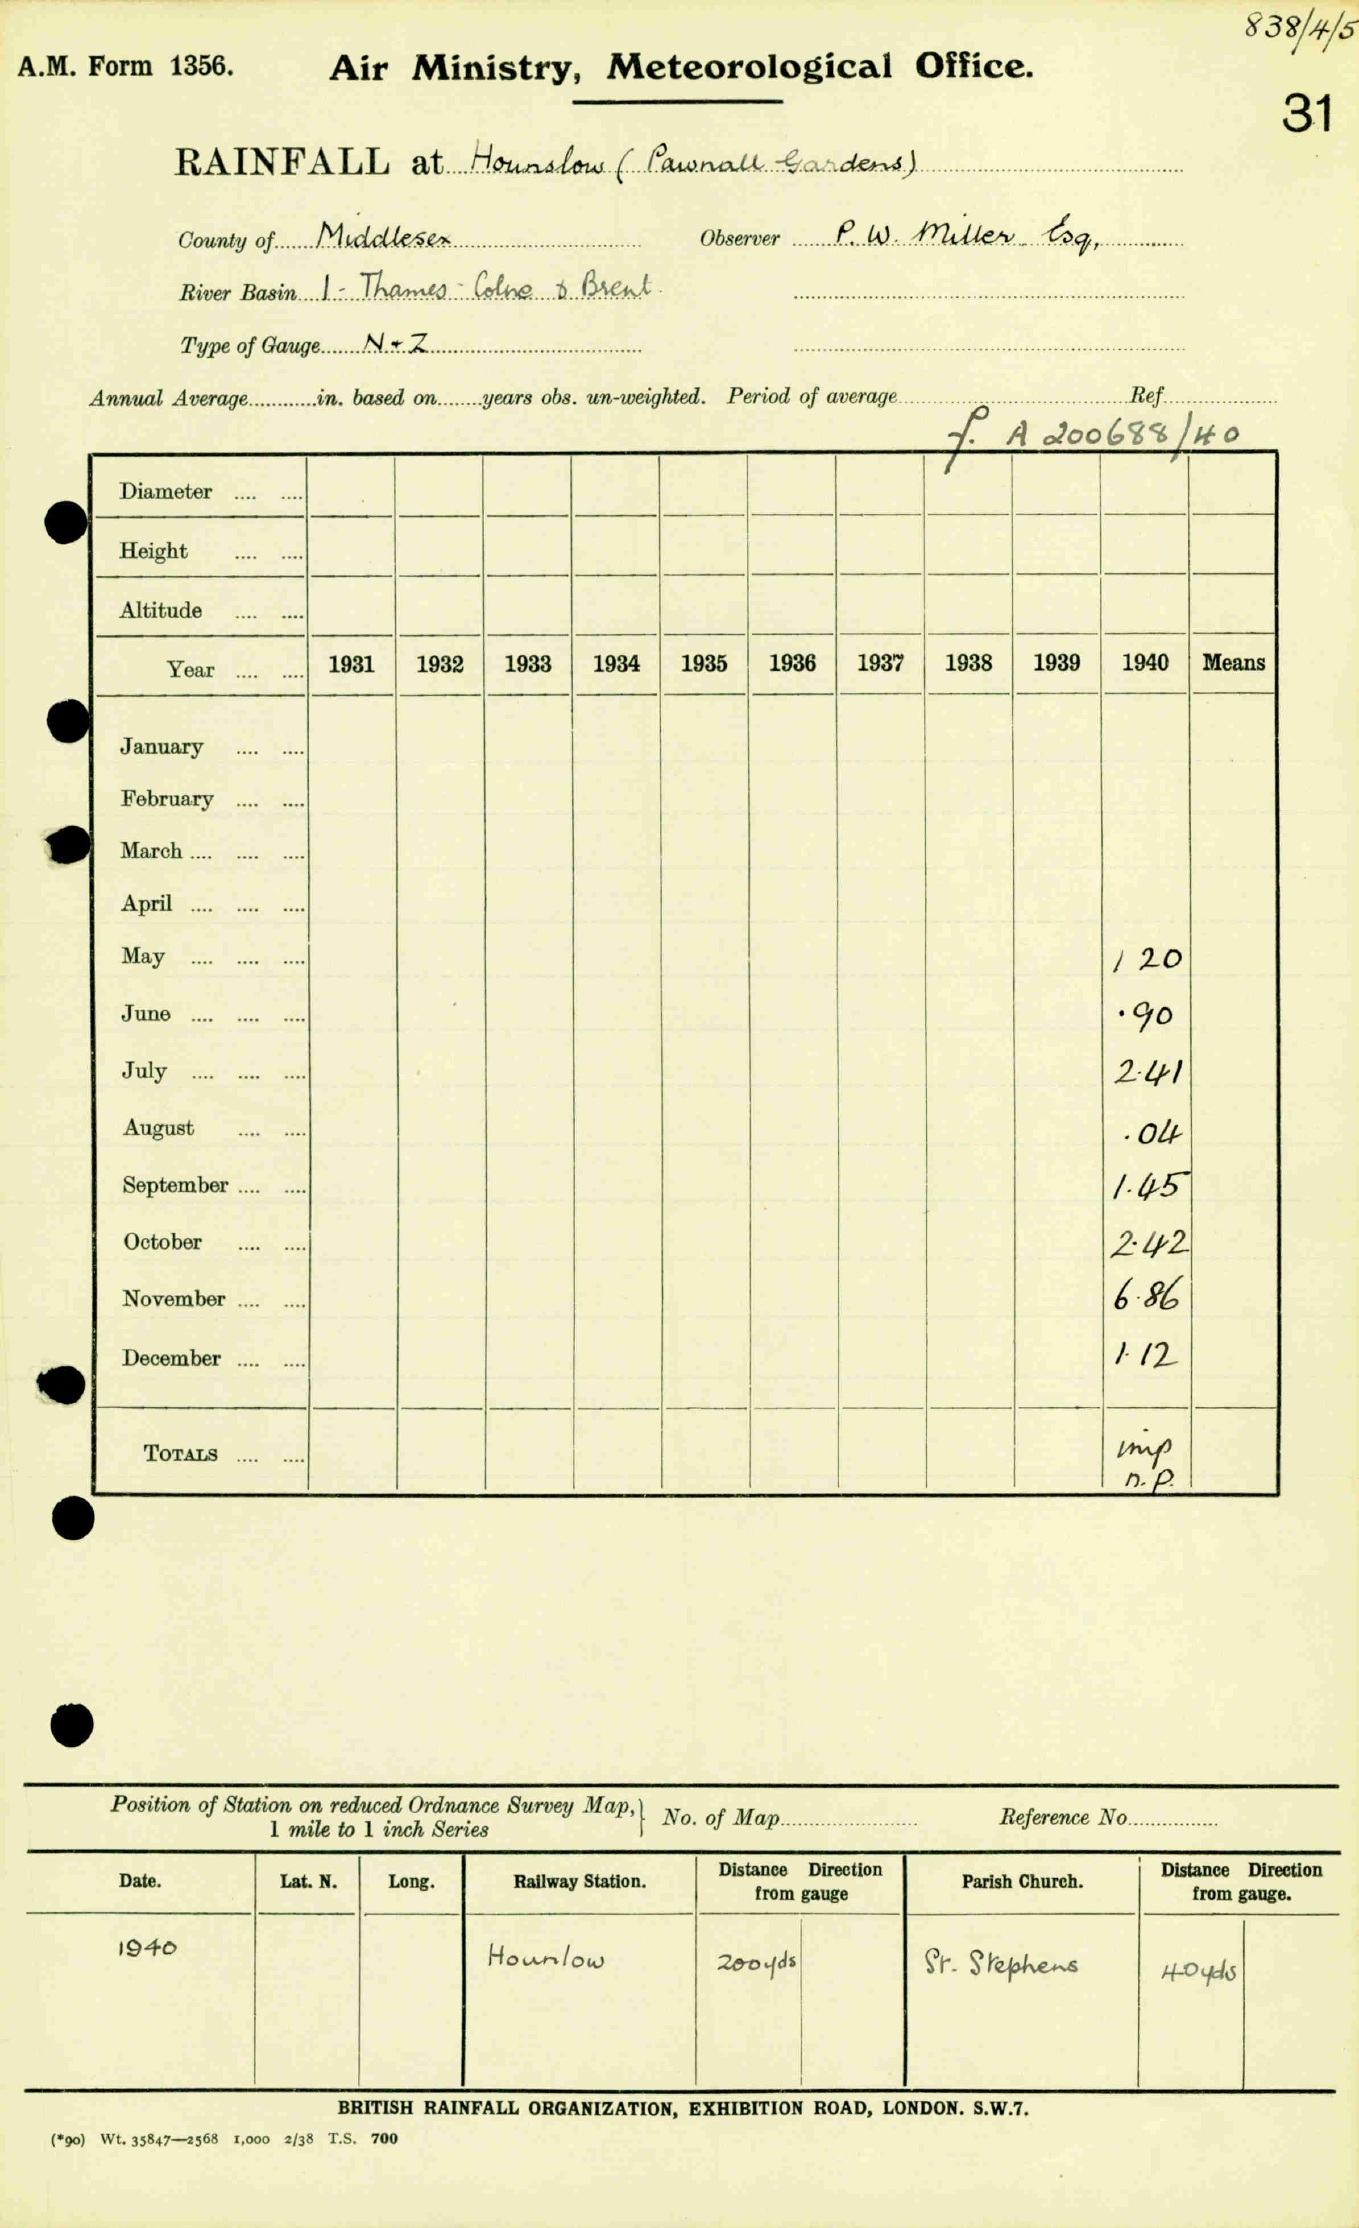 838/4/5
A.M. Form 1356. Air Ministry, Meteorological Office.
31
RAINFALL at Hounslow ( Pawnall Gardens)
County of Middlesex Observer P. W. Miller Esq,
River Basin 1 - Thames - Colne & Brent
Type of Gauge N + Z
Annual Average in. based on years obs. un-weighted. Period of average Ref.
f. A 200688/40
Diameter
Height
Altitude
Year 1931 1932 1933 1934 1935 1936 1937 1938 1939 1940 Means
January
February
March
April
May 1 20
June .90
July 2.41
August .04
September 1.45
October 2.42
November 6.86
December 1.12
TOTALS imp
n.p.
Position of Station on reduced Ordnance Survey Map, } No. of Map Reference No.
1 mile to 1 inch Series
Date. Lat. N. Long. Railway Station. Distance Direction from gauge Parish Church. Distance Direction from gauge.
1940 Hounlow 200yds St. Stephens 40yds
BRITISH RAINFALL ORGANIZATION, EXHIBITION ROAD, LONDON. S.W.7.
(*90) Wt. 35847—2568 1,000 2/38 T.S. 700